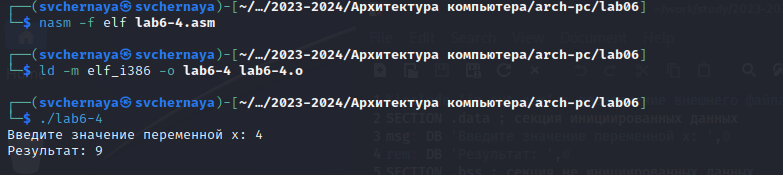 ┌──(svchernaya㉿svchernaya)-[~/…/2023-2024/Архитектура компьютера/arch-pc/lab06]
└─$ nasm -f elf lab6-4.asm
┌──(svchernaya㉿svchernaya)-[~/…/2023-2024/Архитектура компьютера/arch-pc/lab06]
└─$ ld -m elf_i386 -o lab6-4 lab6-4.o
┌──(svchernaya㉿svchernaya)-[~/…/2023-2024/Архитектура компьютера/arch-pc/lab06]
└─$ ./lab6-4
Введите значение переменной x: 4
Результат: 9